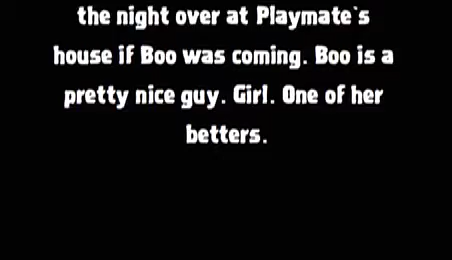 the night over at Playmate`s
house if Boo was coming. Boo is a
pretty nice guy. Girl. One of her
betters.